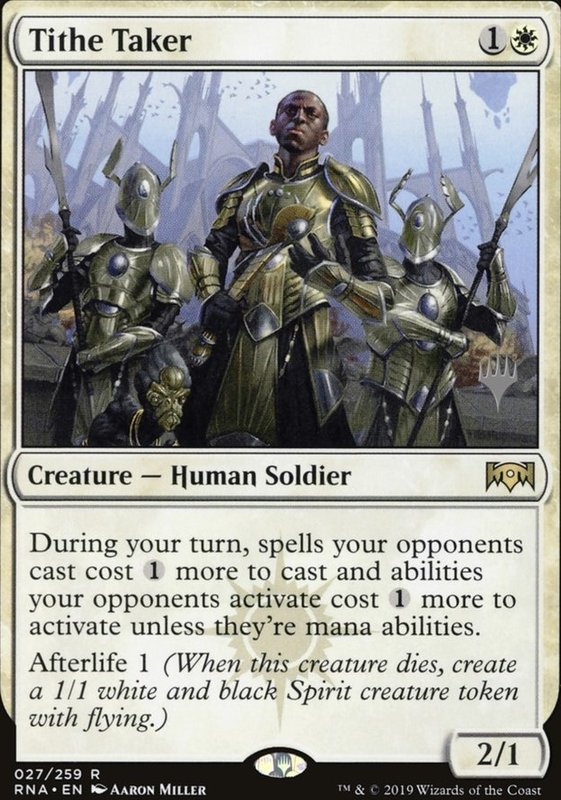 Tithe Taker 1
Creature — Human Soldier
During your turn, spells your opponents
cast cost 1 more to cast and abilities
your opponents activate cost 1 more to
activate unless they're mana abilities.
Afterlife 1 (When this creature dies, create
a 1/1 white and black Spirit creature token
with flying.)
2/1
027/259 R
RNA • EN Aaron Miller
™ & © 2019 Wizards of the Coast